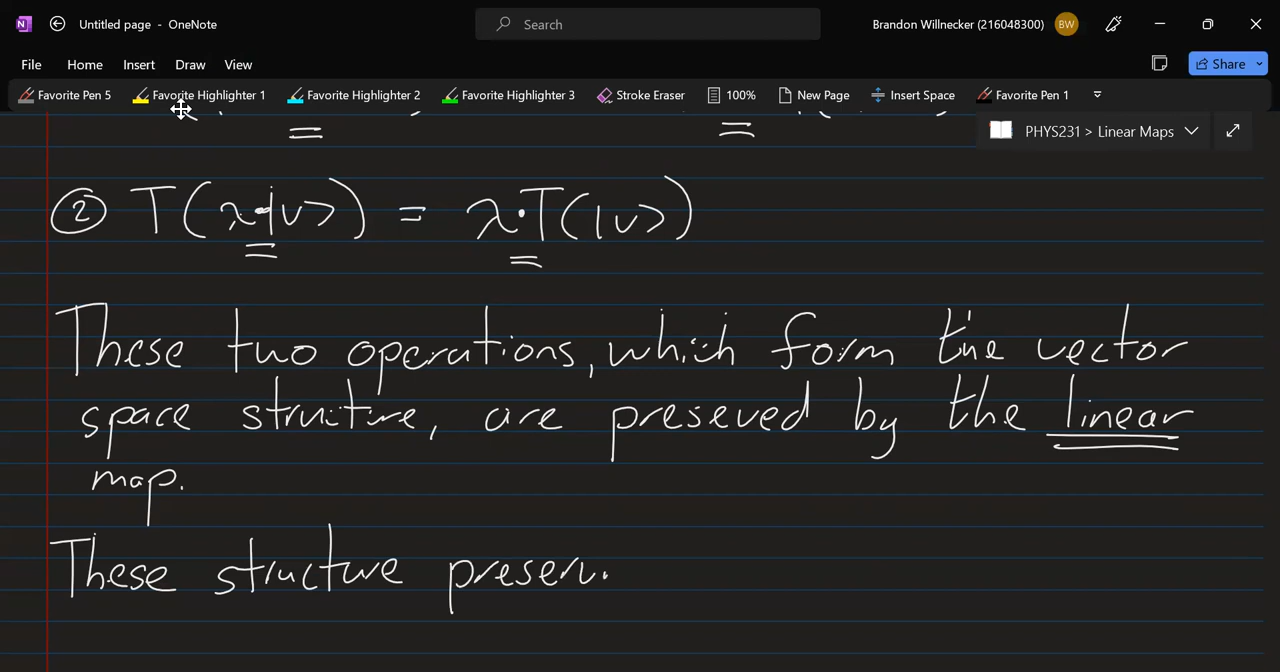 Untitled page - OneNote
Search
Brandon Willnecker (216048300) BW
File Home Insert Draw View
Share
Favorite Pen 5 Favorite Highlighter 1 Favorite Highlighter 2 Favorite Highlighter 3 Stroke Eraser 100% New Page Insert Space Favorite Pen 1
PHYS231 > Linear Maps
② T(λ·|v>) = λ·T(|v>)
These two operations, which form the vector
space structure, are preseved by the linear
map.
These structure preserv